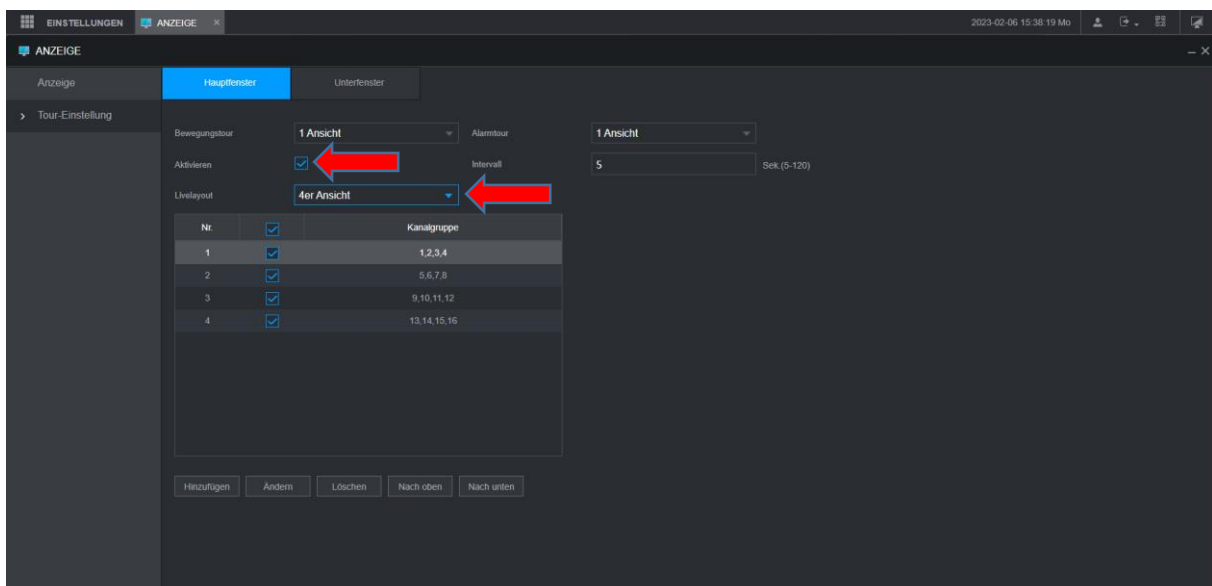 EINSTELLUNGEN ANZEIGE × 2023-02-06 15:38:19 Mo
ANZEIGE
Anzeige Hauptfenster Unterfenster
Tour-Einstellung
Bewegungstour 1 Ansicht Alarmtour 1 Ansicht
Aktivieren Intervall 5 Sek.(5-120)
Livelayout 4er Ansicht
Nr. Kanalgruppe
1 1,2,3,4
2 5,6,7,8
3 9,10,11,12
4 13,14,15,16
Hinzufügen Ändern Löschen Nach oben Nach unten